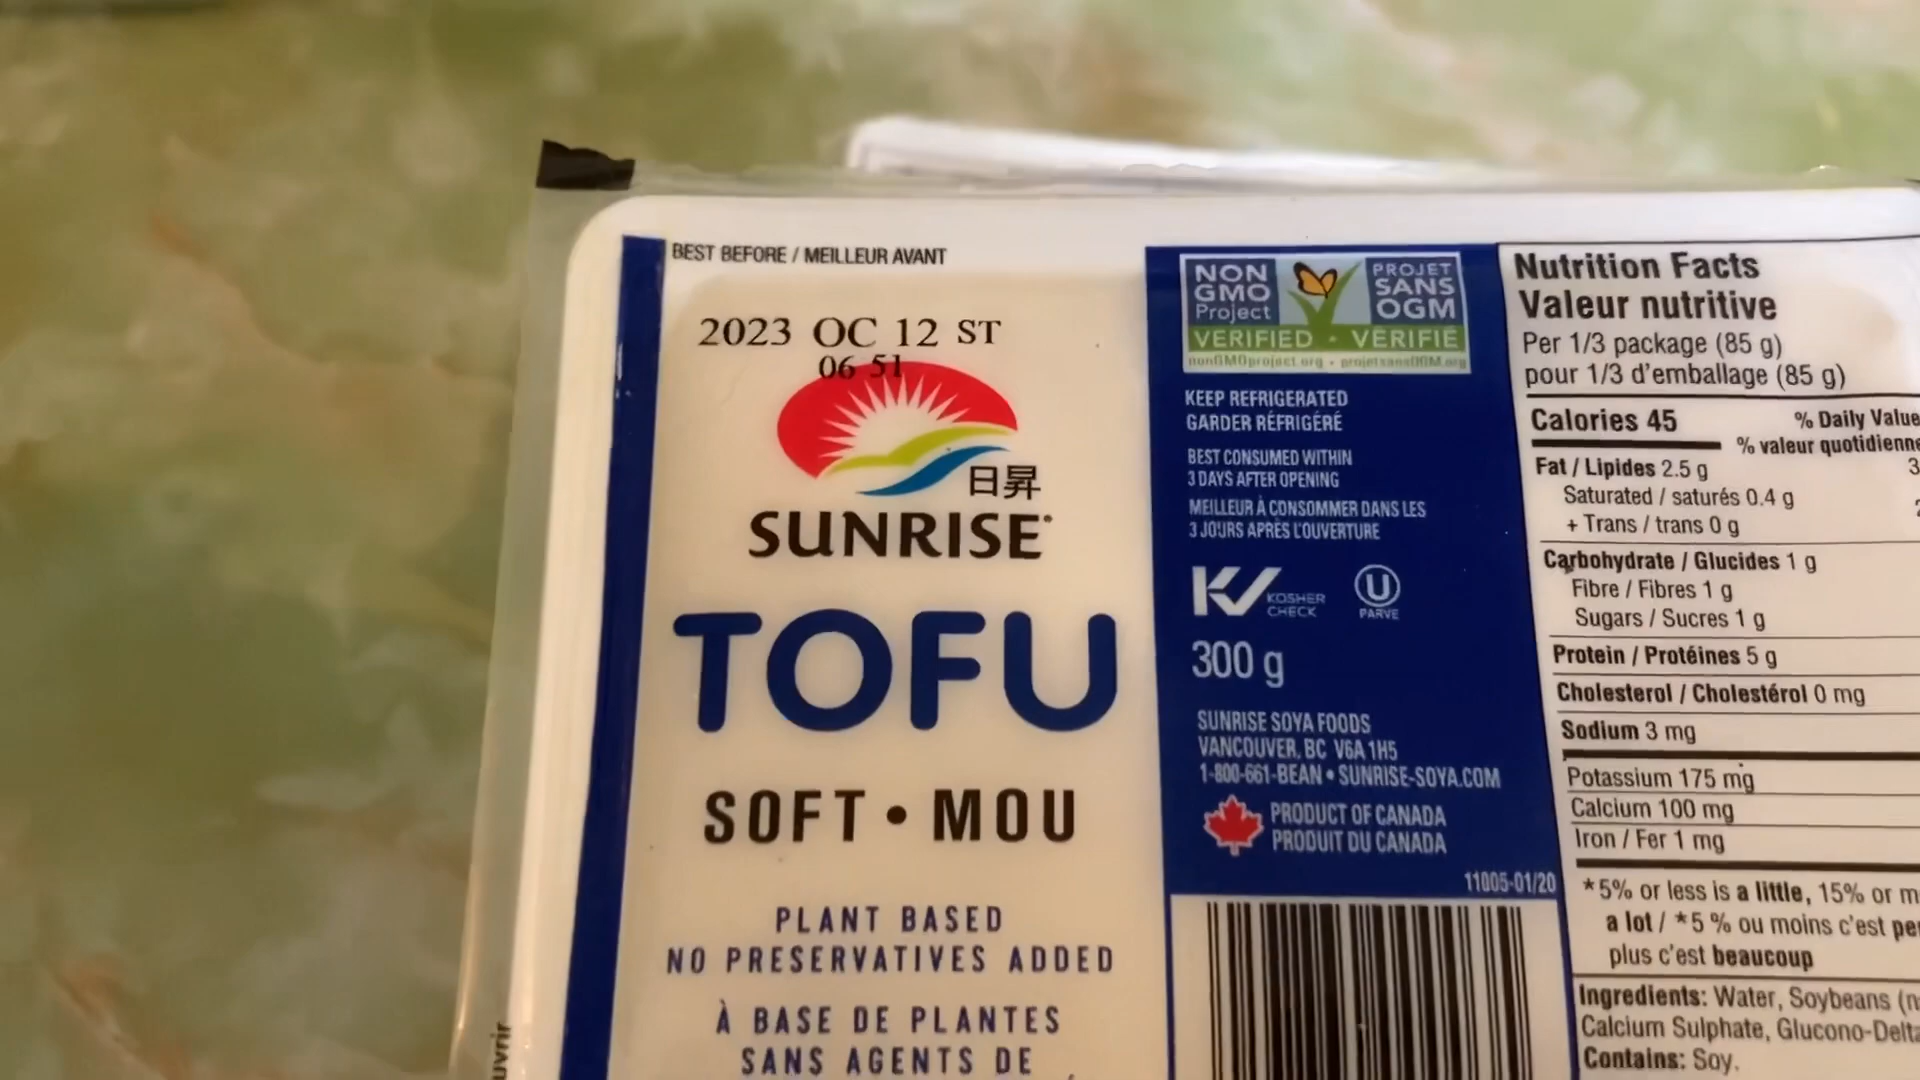 BEST BEFORE / MEILLEUR AVANT
2023 OC 12 ST
06 51
日昇
SUNRISE
TOFU
SOFT • MOU
PLANT BASED
NO PRESERVATIVES ADDED
À BASE DE PLANTES
SANS AGENTS DE
NON
GMO
Project
PROJET
SANS
OGM
VERIFIED • VÉRIFIÉ
nonGMOproject.org • projetsansOGM.org
KEEP REFRIGERATED
GARDER RÉFRIGÉRÉ
BEST CONSUMED WITHIN
3 DAYS AFTER OPENING
MEILLEUR À CONSOMMER DANS LES
3 JOURS APRÈS L'OUVERTURE
KOSHER
CHECK
U
PARVE
300 g
SUNRISE SOYA FOODS
VANCOUVER, BC V6A 1H5
1-800-661-BEAN • SUNRISE-SOYA.COM
PRODUCT OF CANADA
PRODUIT DU CANADA
11005-01/20
Nutrition Facts
Valeur nutritive
Per 1/3 package (85 g)
pour 1/3 d'emballage (85 g)
Calories 45
% Daily Value
% valeur quotidienne
Fat / Lipides 2.5 g 3
Saturated / saturés 0.4 g
+ Trans / trans 0 g
Carbohydrate / Glucides 1 g
Fibre / Fibres 1 g
Sugars / Sucres 1 g
Protein / Protéines 5 g
Cholesterol / Cholestérol 0 mg
Sodium 3 mg
Potassium 175 mg
Calcium 100 mg
Iron / Fer 1 mg
*5% or less is a little, 15% or m
a lot / *5 % ou moins c'est pe
plus c'est beaucoup
Ingredients: Water, Soybeans (n
Calcium Sulphate, Glucono-Delta
Contains: Soy.
uvrir